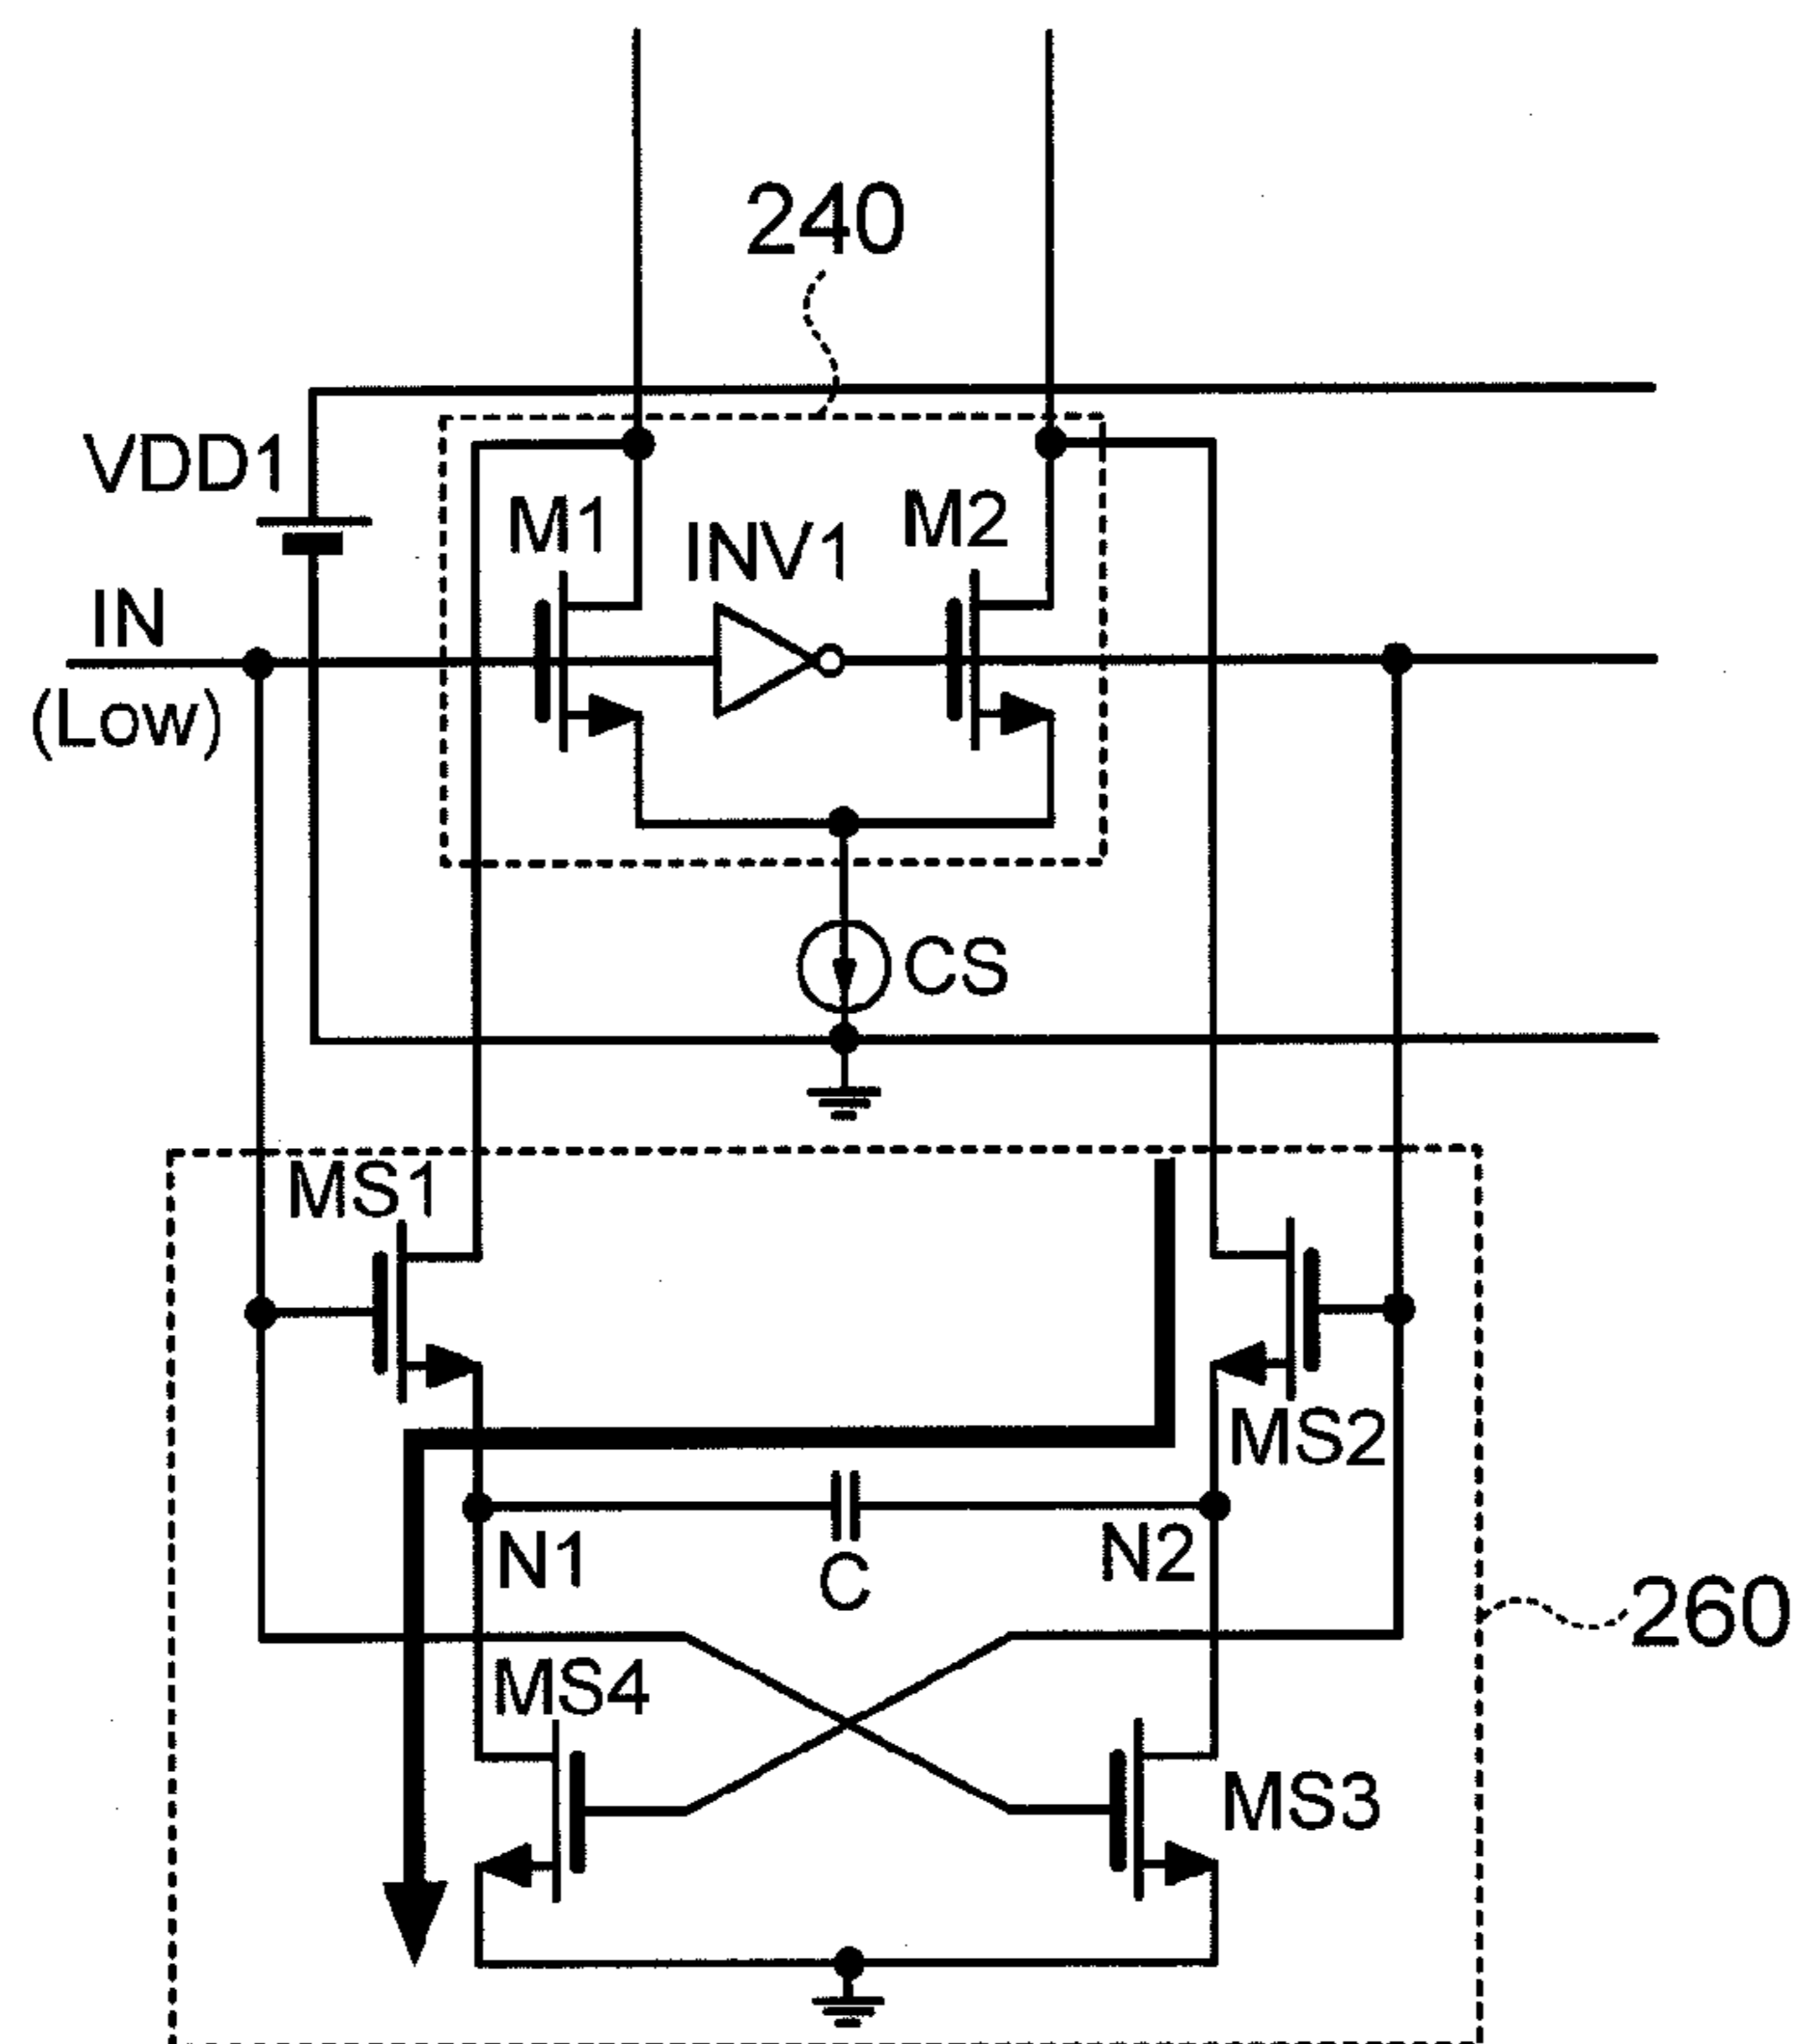 240
VDD1
M1
INV1
M2
IN
(Low)
CS
MS1
MS2
N1
C
N2
260
MS4
MS3